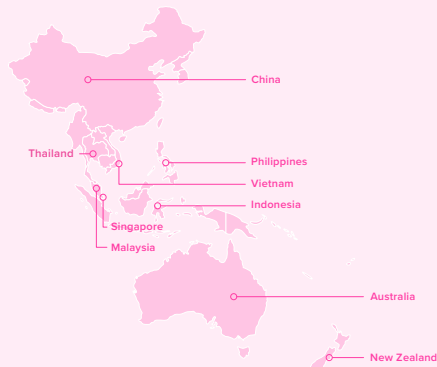 China
Thailand
Philippines
Vietnam
Indonesia
Singapore
Malaysia
Australia
New Zealand